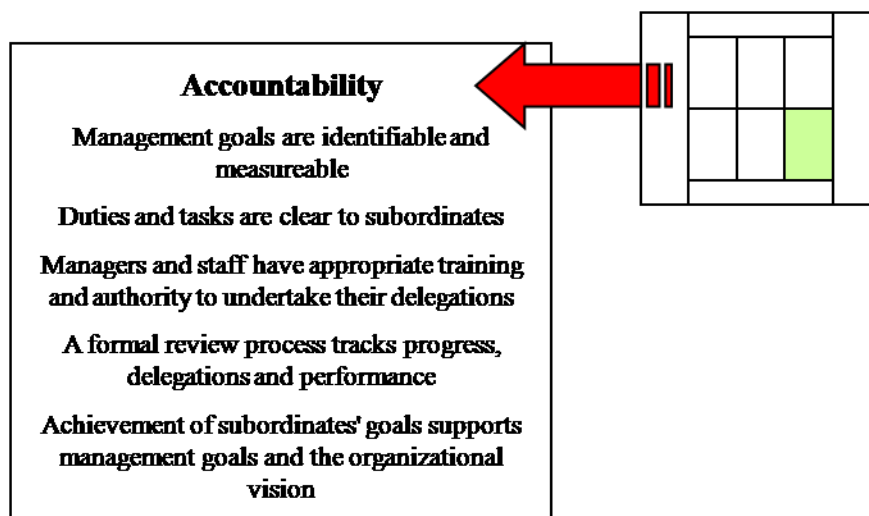 Accountability
Management goals are identifiable and
measureable
Duties and tasks are clear to subordinates
Managers and staff have appropriate training
and authority to undertake their delegations
A formal review process tracks progress,
delegations and performance
Achievement of subordinates' goals supports
management goals and the organizational
vision